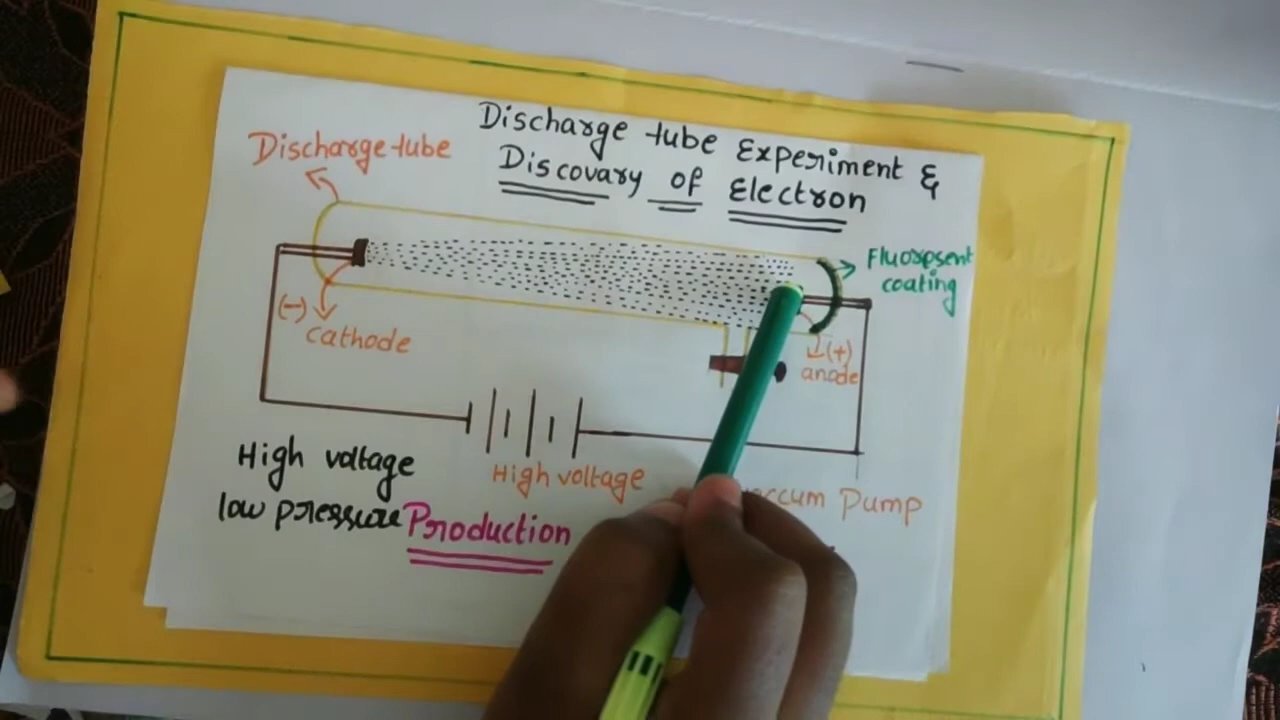 Discharge tube Experiment &
Discovary of Electron
Discharge tube
Fluorpsent
coating
(-)
Cathode
(+)
anode
High voltage
High voltage
low pressure
Production
Pump